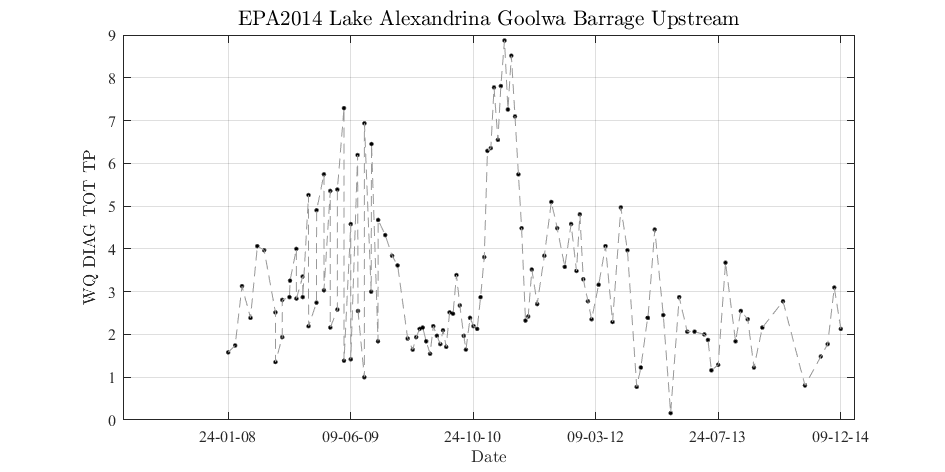 EPA2014 Lake Alexandrina Goolwa Barrage Upstream
9
8
7
6
5
4
3
2
1
0
WQ DIAG TOT TP
24-01-08 09-06-09 24-10-10 09-03-12 24-07-13 09-12-14
Date